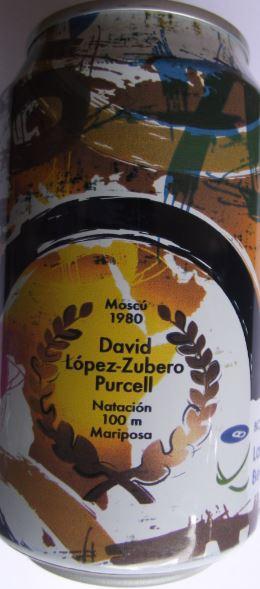 Moscú
1980
David
López-Zubero
Purcell
Natación
100 m
Mariposa